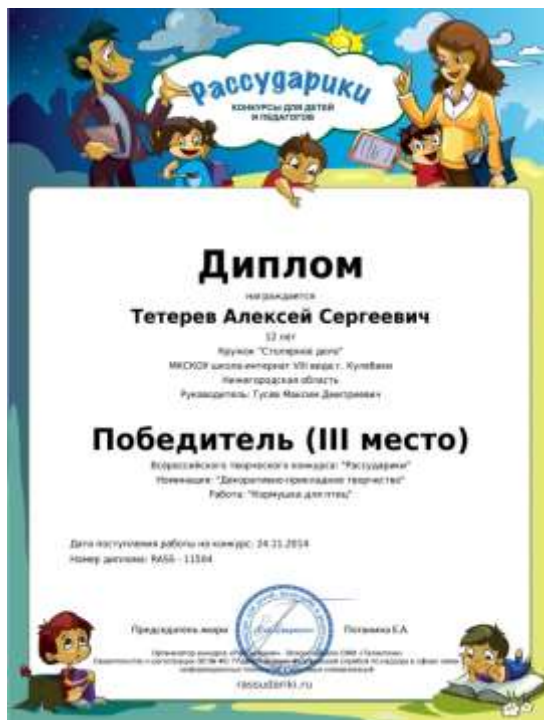 Рассударики
КОНКУРСЫ ДЛЯ ДЕТЕЙ
И ПЕДАГОГОВ
Диплом
награждается
Тетерев Алексей Сергеевич
12 лет
Кружок "Столярное дело"
МКСКОУ школа-интернат VIII вида г. Кулебаки
Нижегородская область
Руководитель: Гусев Максим Дмитриевич
Победитель (III место)
Всероссийского творческого конкурса: "Рассударики"
Номинация: "Декоративно-прикладное творчество"
Работа: "Кормушка для птиц"
Дата поступления работы на конкурс: 24.11.2014
Номер диплома: RASS - 11504
Председатель жюри
Потанина Е.А.
rassudariki.ru